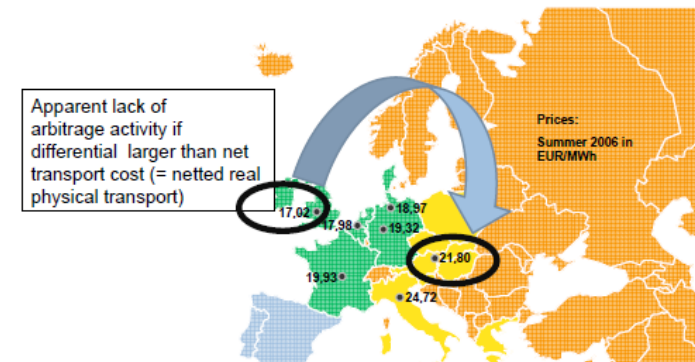 Apparent lack of
arbitrage activity if
differential larger than net
transport cost (= netted real
physical transport)
Prices:
Summer 2006 in
EUR/MWh
17,02
17,98
18,97
19,32
21,80
19,93
24,72